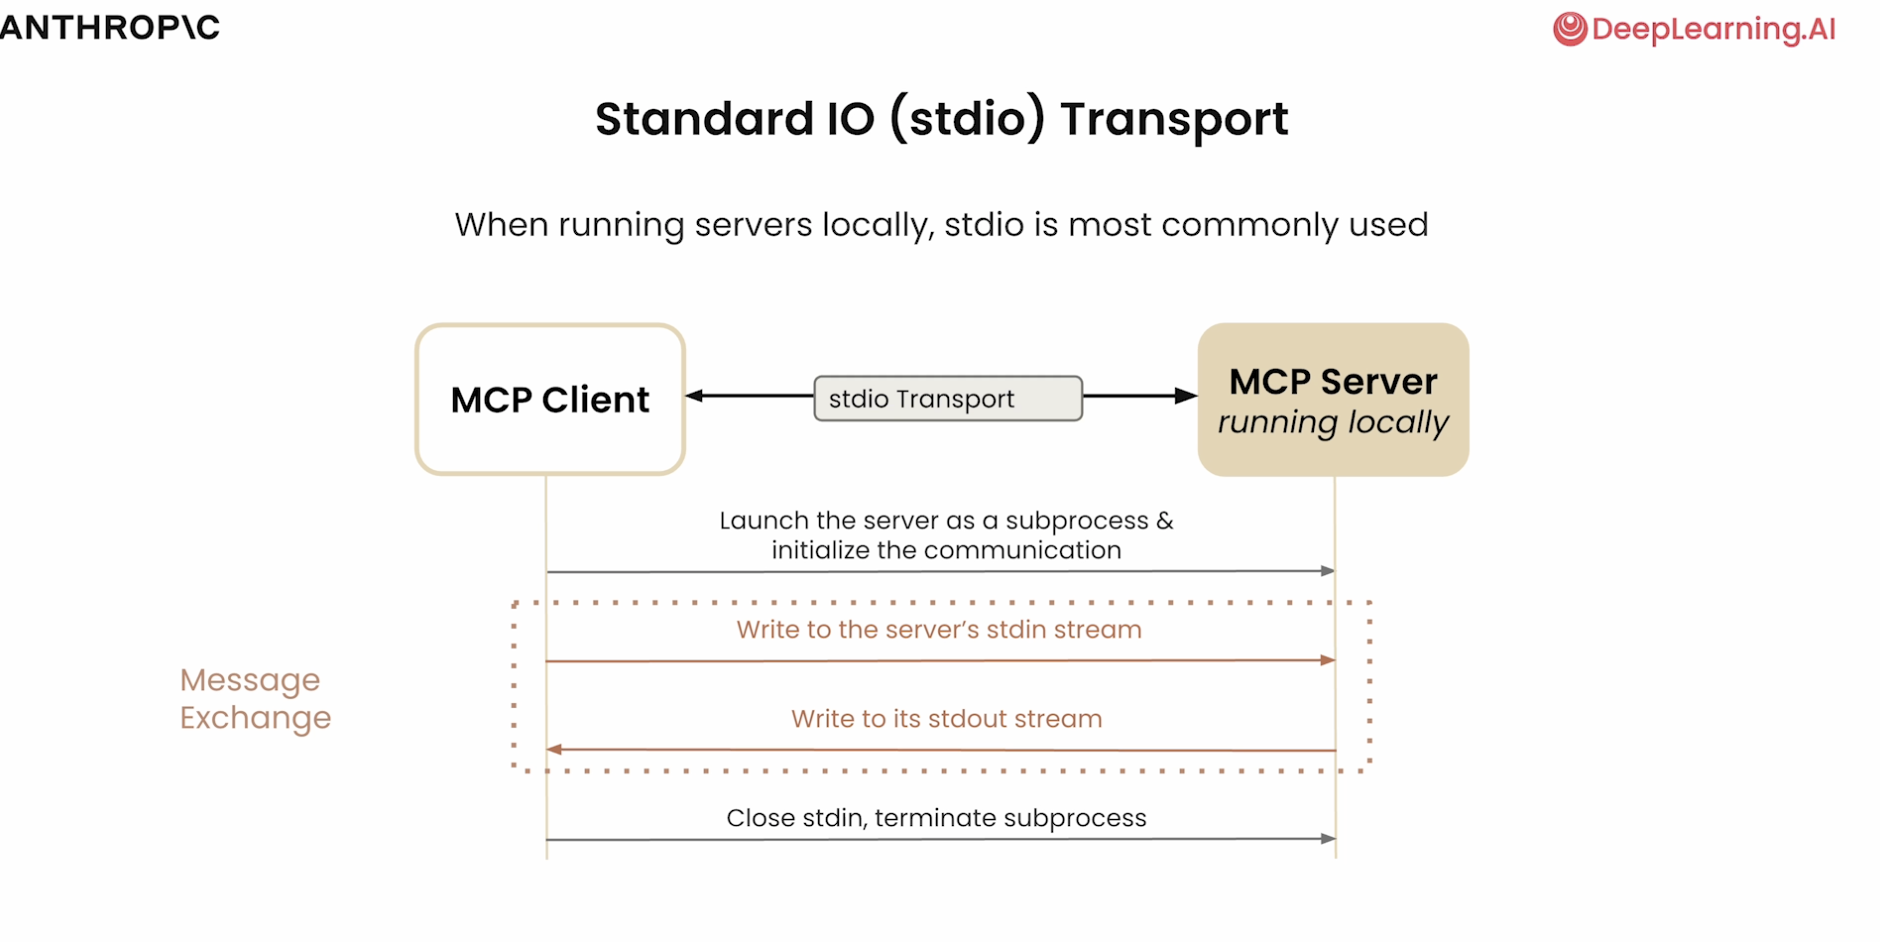 ANTHROP\C
DeepLearning.AI
Standard IO (stdio) Transport
When running servers locally, stdio is most commonly used
MCP Client
stdio Transport
MCP Server
running locally
Launch the server as a subprocess &
initialize the communication
Write to the server’s stdin stream
Message
Exchange
Write to its stdout stream
Close stdin, terminate subprocess